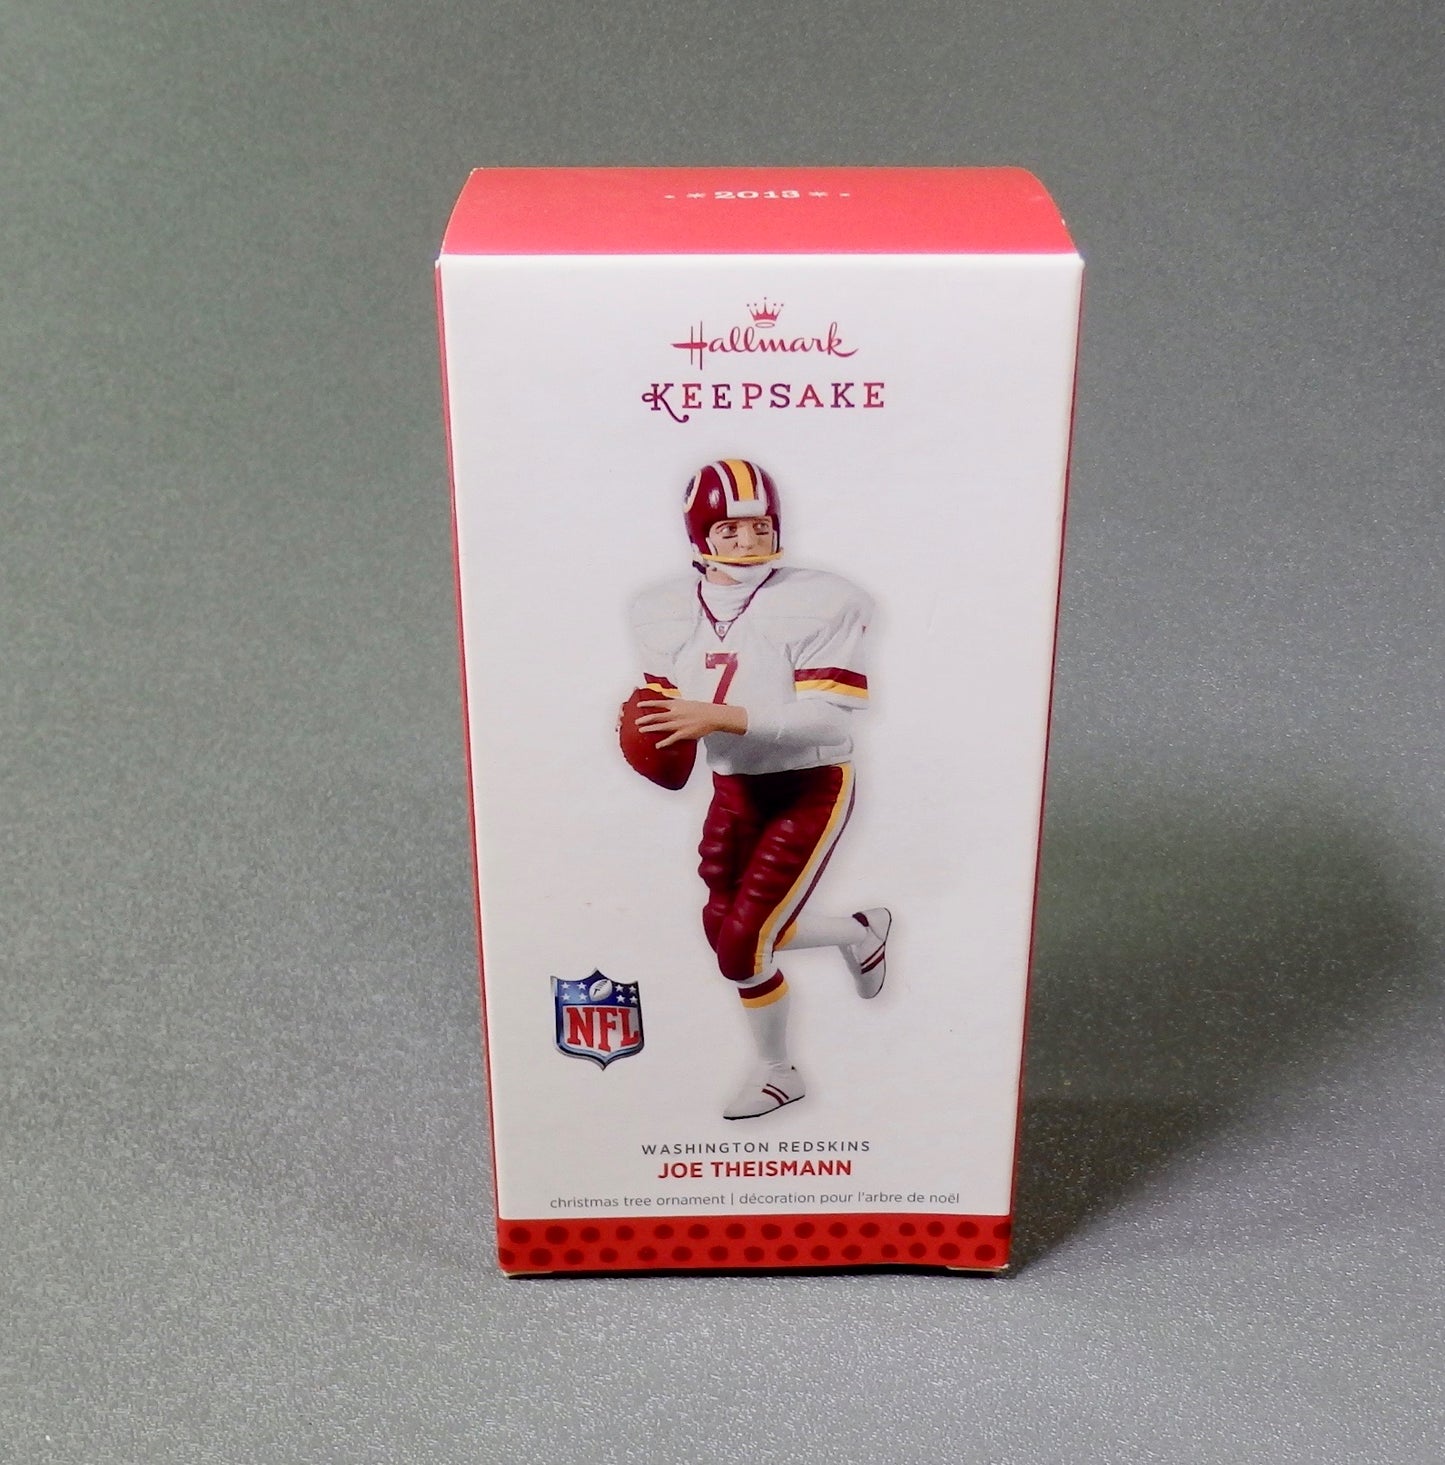 * 2013 *
Hallmark
KEEPSAKE
7
NFL
WASHINGTON REDSKINS
JOE THEISMANN
christmas tree ornament | décoration pour l'arbre de noël